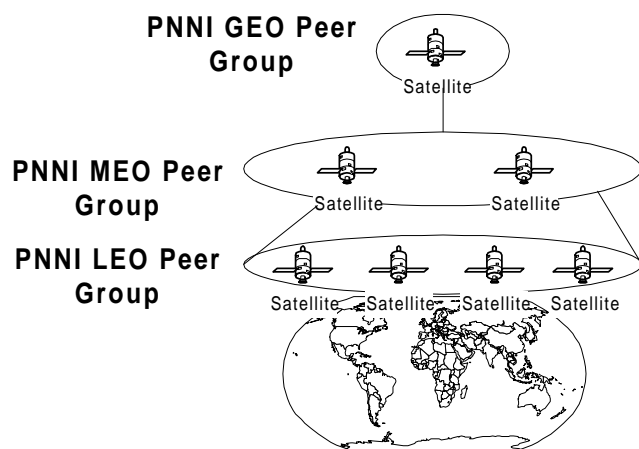 PNNI GEO Peer
Group
Satellite
PNNI MEO Peer
Group
Satellite Satellite
PNNI LEO Peer
Group
Satellite Satellite Satellite Satellite